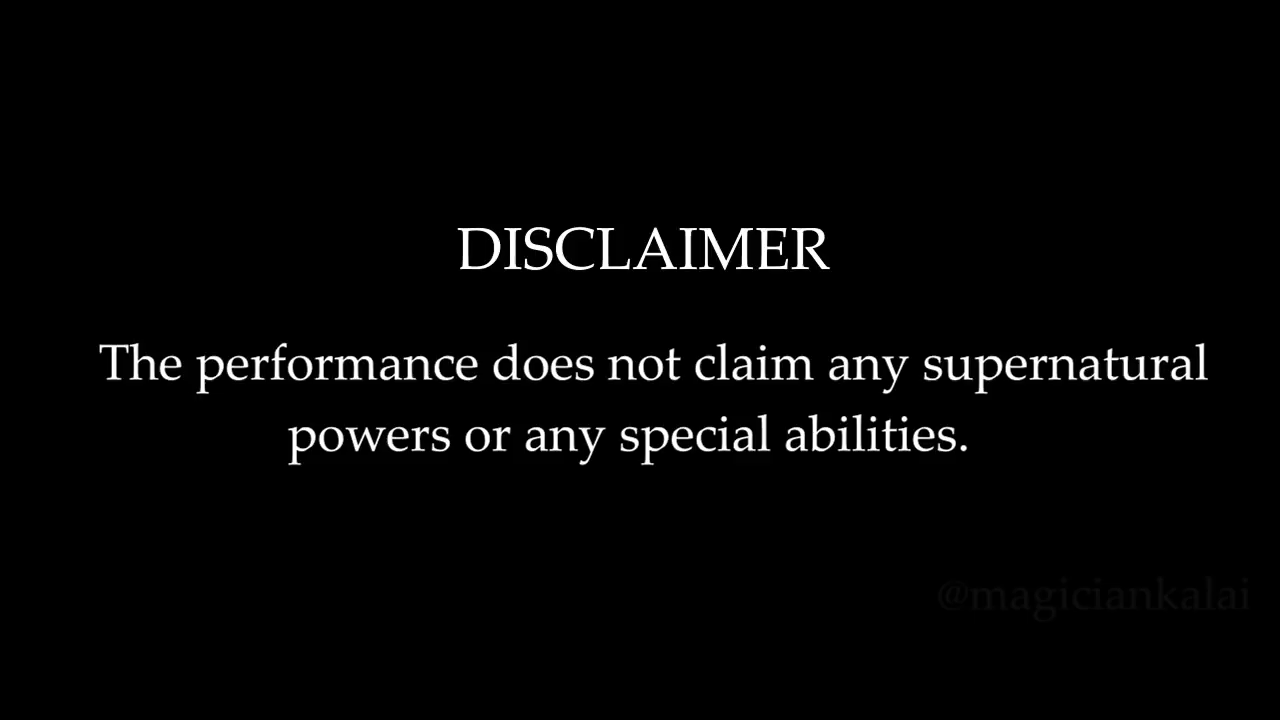 DISCLAIMER
The performance does not claim any supernatural
powers or any special abilities.
@magiciankalai